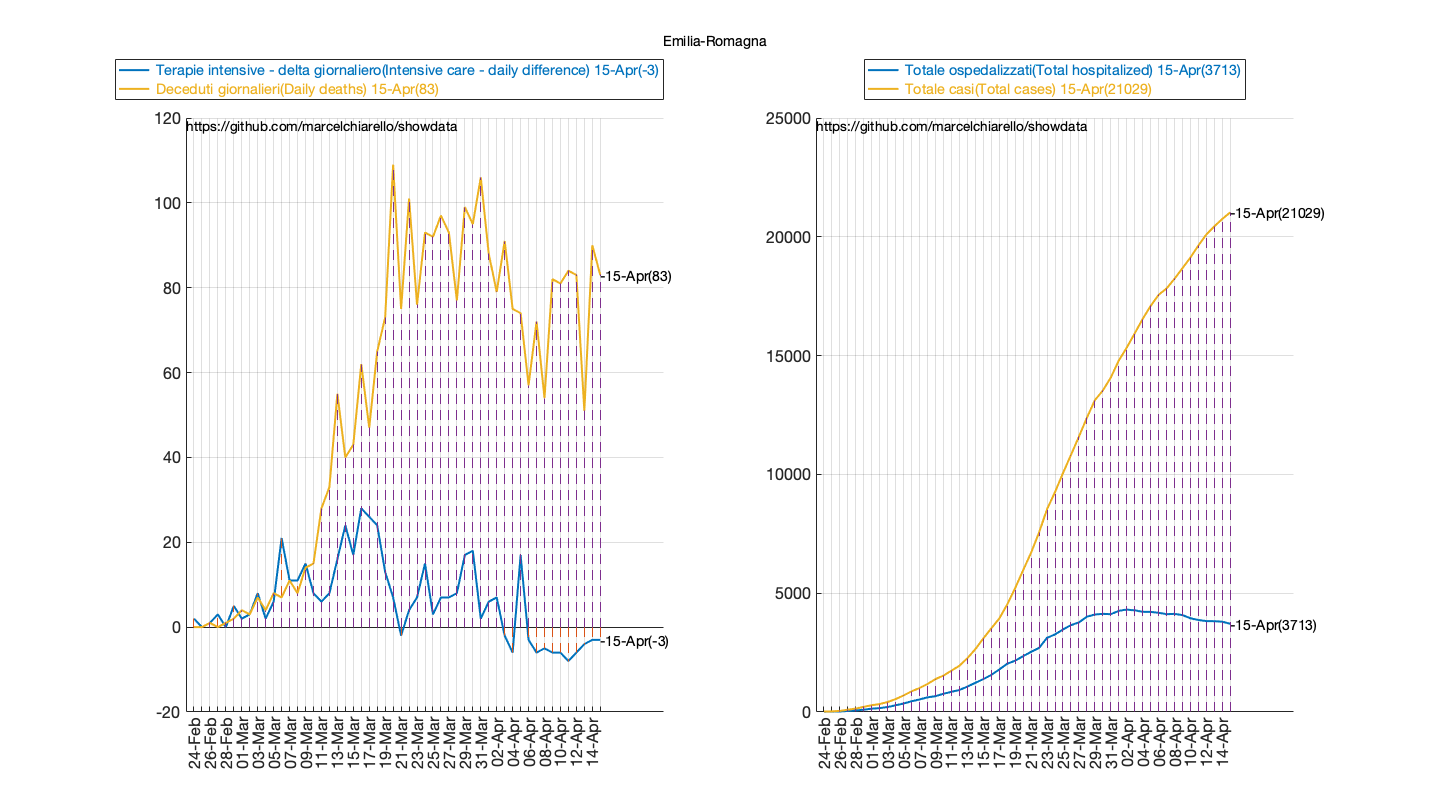 Emilia-Romagna
Terapie intensive - delta giornaliero(Intensive care - daily difference) 15-Apr(-3)
Deceduti giornalieri(Daily deaths) 15-Apr(83)
https://github.com/marcelchiarello/showdata
120
100
80
60
40
20
0
-20
-15-Apr(83)
-15-Apr(-3)
24-Feb
26-Feb
28-Feb
01-Mar
03-Mar
05-Mar
07-Mar
09-Mar
11-Mar
13-Mar
15-Mar
17-Mar
19-Mar
21-Mar
23-Mar
25-Mar
27-Mar
29-Mar
31-Mar
02-Apr
04-Apr
06-Apr
08-Apr
10-Apr
12-Apr
14-Apr
Totale ospedalizzati(Total hospitalized) 15-Apr(3713)
Totale casi(Total cases) 15-Apr(21029)
https://github.com/marcelchiarello/showdata
25000
20000
15000
10000
5000
0
-15-Apr(21029)
-15-Apr(3713)
24-Feb
26-Feb
28-Feb
01-Mar
03-Mar
05-Mar
07-Mar
09-Mar
11-Mar
13-Mar
15-Mar
17-Mar
19-Mar
21-Mar
23-Mar
25-Mar
27-Mar
29-Mar
31-Mar
02-Apr
04-Apr
06-Apr
08-Apr
10-Apr
12-Apr
14-Apr